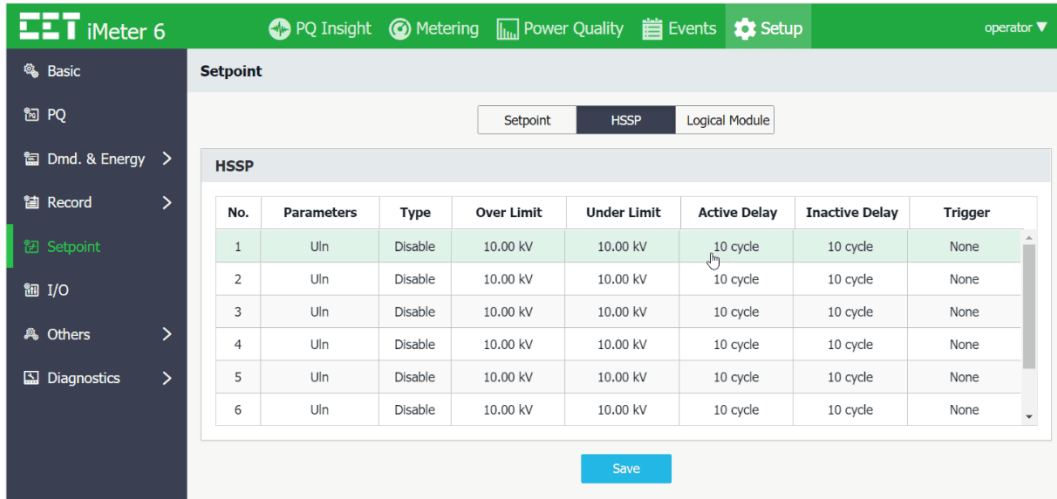 CET iMeter 6 PQ Insight Metering Power Quality Events Setup operator
Basic
PQ
Dmd. & Energy
Record
Setpoint
I/O
Others
Diagnostics
Setpoint
Setpoint HSSP Logical Module
HSSP
No. Parameters Type Over Limit Under Limit Active Delay Inactive Delay Trigger
1 Uln Disable 10.00 kV 10.00 kV 10 cycle 10 cycle None
2 Uln Disable 10.00 kV 10.00 kV 10 cycle 10 cycle None
3 Uln Disable 10.00 kV 10.00 kV 10 cycle 10 cycle None
4 Uln Disable 10.00 kV 10.00 kV 10 cycle 10 cycle None
5 Uln Disable 10.00 kV 10.00 kV 10 cycle 10 cycle None
6 Uln Disable 10.00 kV 10.00 kV 10 cycle 10 cycle None
Save